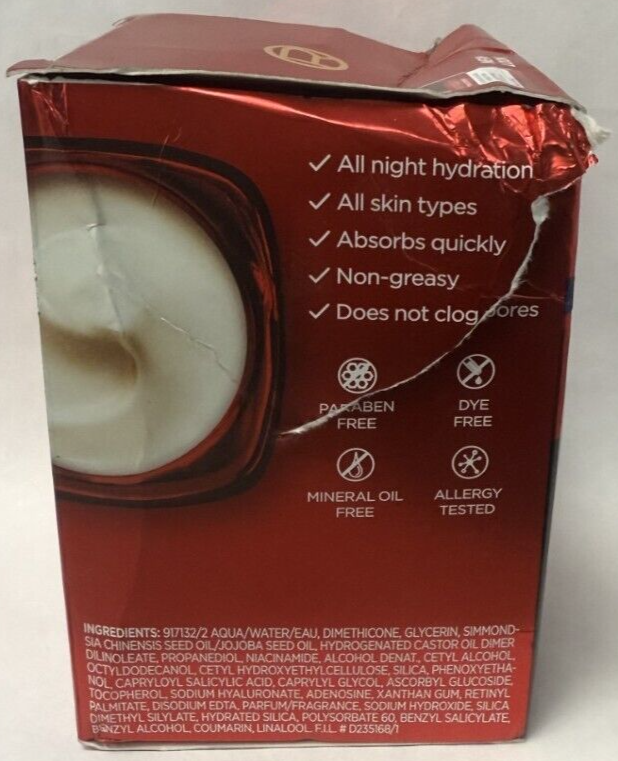 All night hydration
All skin types
Absorbs quickly
Non-greasy
Does not clog pores
PARABEN
FREE
DYE
FREE
MINERAL OIL
FREE
ALLERGY
TESTED
INGREDIENTS: 917132/2 AQUA/WATER/EAU, DIMETHICONE, GLYCERIN, SIMMOND-
SIA CHINENSIS SEED OIL/JOJOBA SEED OIL, HYDROGENATED CASTOR OIL DIMER
DILINOLEATE, PROPANEDIOL, NIACINAMIDE, ALCOHOL DENAT., CETYL ALCOHOL,
OCTYLDODECANOL, CETYL HYDROXYETHYLCELLULOSE, SILICA, PHENOXYETHA-
NOL, CAPRYLOYL SALICYLIC ACID, CAPRYLYL GLYCOL, ASCORBYL GLUCOSIDE,
TOCOPHEROL, SODIUM HYALURONATE, ADENOSINE, XANTHAN GUM, RETINYL
PALMITATE, DISODIUM EDTA, PARFUM/FRAGRANCE, SODIUM HYDROXIDE, SILICA
DIMETHYL SILYLATE, HYDRATED SILICA, POLYSORBATE 60, BENZYL SALICYLATE,
BENZYL ALCOHOL, COUMARIN, LINALOOL. F.I.L. # D235168/1